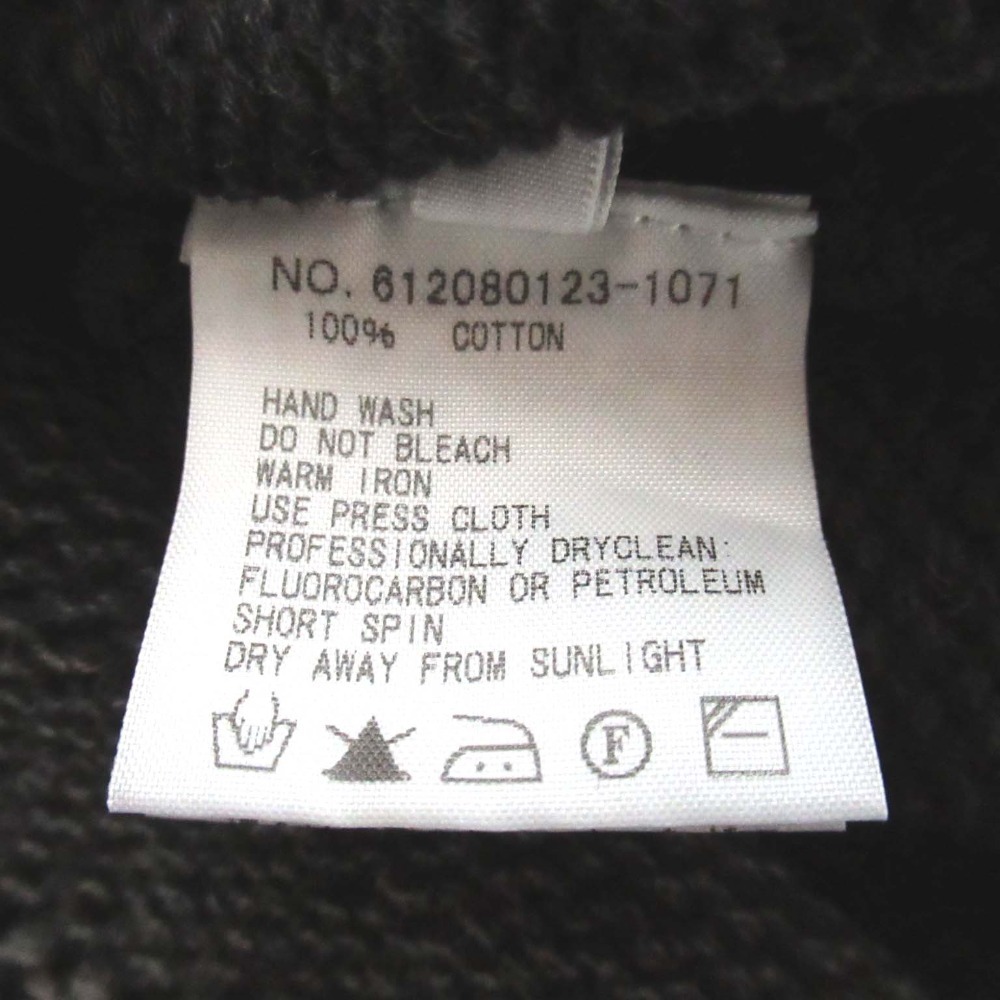 NO. 612080123-1071
100% COTTON
HAND WASH
DO NOT BLEACH
WARM IRON
USE PRESS CLOTH
PROFESSIONALLY DRYCLEAN:
FLUOROCARBON OR PETROLEUM
SHORT SPIN
DRY AWAY FROM SUNLIGHT
F